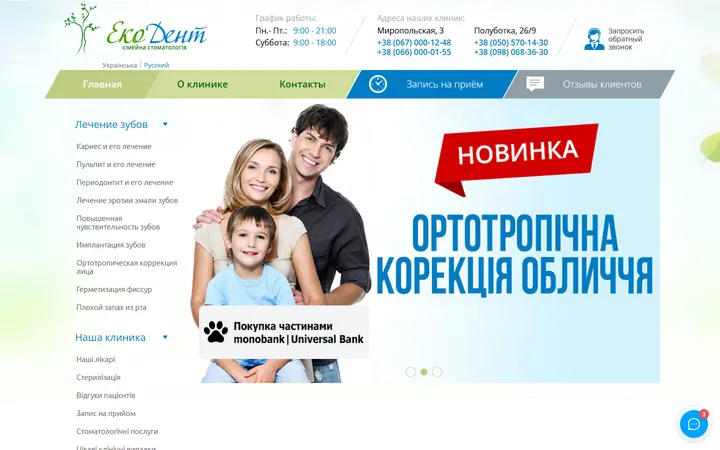 ЕкоДент
сімейна стоматологія
График работы:
Пн.- Пт.: 9:00 - 21:00
Суббота: 9:00 - 18:00
Адреса наших клиник:
Миропольская, 3
+38 (067) 000-12-48
+38 (066) 000-01-55
Полуботка, 26/9
+38 (050) 570-14-30
+38 (098) 068-36-30
Запросить
обратный
звонок
Українська | Русский
Главная
О клинике
Контакты
Запись на приём
Отзывы клиентов
Лечение зубов
Кариес и его лечение
Пульпит и его лечение
Периодонтит и его лечение
Лечение эрозии эмали зубов
Повышенная
чувствительность зубов
Имплантация зубов
Ортотропическая коррекция
лица
Герметизация фиссур
Плохой запах из рта
Наша клиника
Наші лікарі
Стерилізація
Відгуки пацієнтів
Запис на прийом
Стоматологічні послуги
Цікаві клінічні випадки
Покупка частинами
monobank | Universal Bank
НОВИНКА
ОРТОТРОПІЧНА
КОРЕКЦІЯ ОБЛИЧЧЯ
1